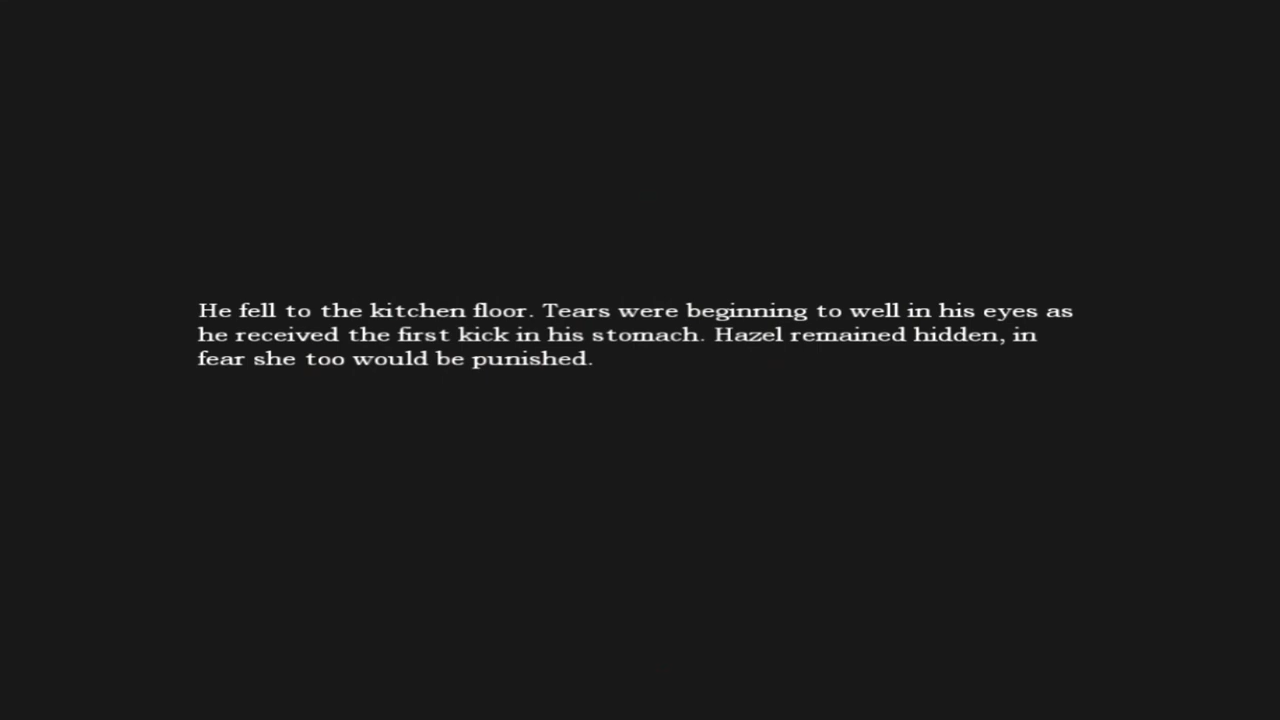 He fell to the kitchen floor. Tears were beginning to well in his eyes as
he received the first kick in his stomach. Hazel remained hidden, in
fear she too would be punished.